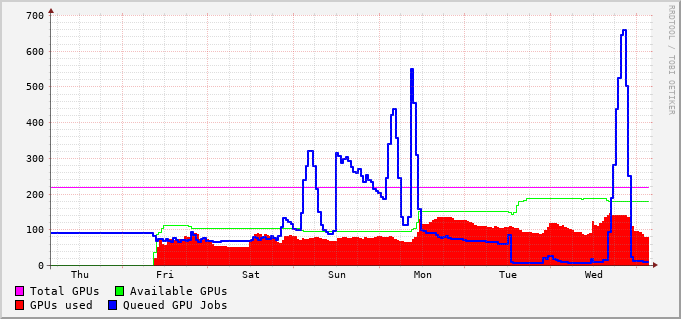 700
600
500
400
300
200
100
0
Thu Fri Sat Sun Mon Tue Wed
Total GPUs Available GPUs
GPUs used Queued GPU Jobs
RRDTOOL / TOBI OETIKER